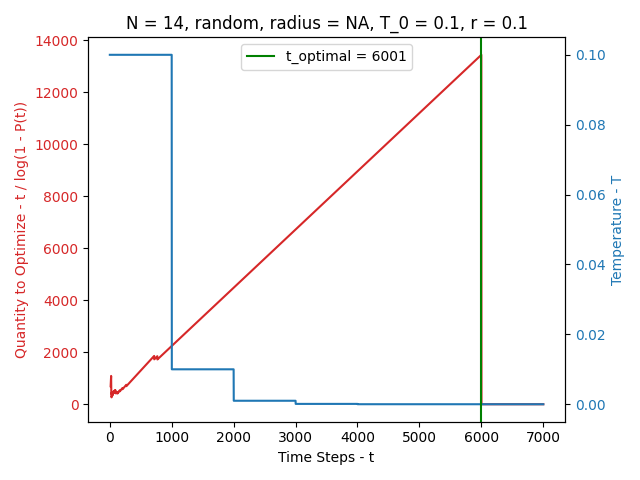 N = 14, random, radius = NA, T_0 = 0.1, r = 0.1
t_optimal = 6001
Quantity to Optimize - t / log(1 - P(t))
14000
12000
10000
8000
6000
4000
2000
0
0.10
0.08
0.06
0.04
0.02
0.00
Temperature - T
0 1000 2000 3000 4000 5000 6000 7000
Time Steps - t